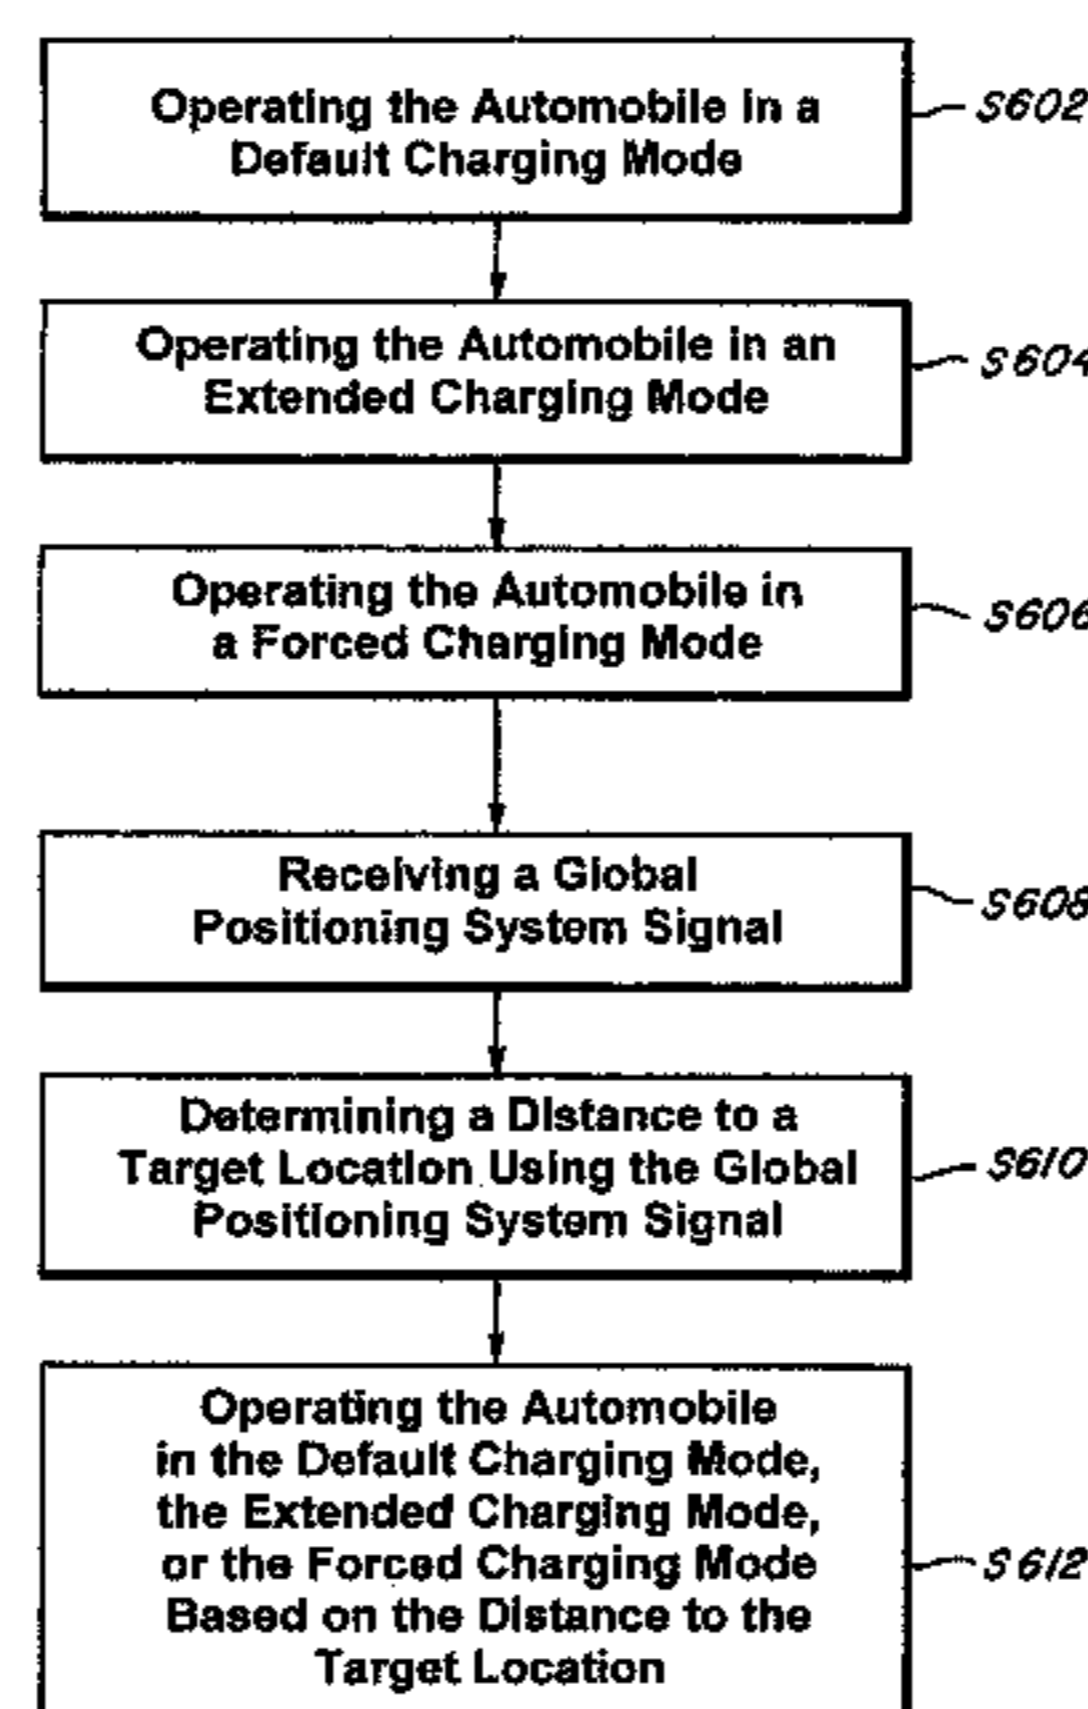 Operating the Automobile in a
Default Charging Mode
S602
Operating the Automobile in an
Extended Charging Mode
S604
Operating the Automobile in
a Forced Charging Mode
S606
Receiving a Global
Positioning System Signal
S608
Determining a Distance to a
Target Location Using the Global
Positioning System Signal
S610
Operating the Automobile
in the Default Charging Mode,
the Extended Charging Mode,
or the Forced Charging Mode
Based on the Distance to the
Target Location
S612